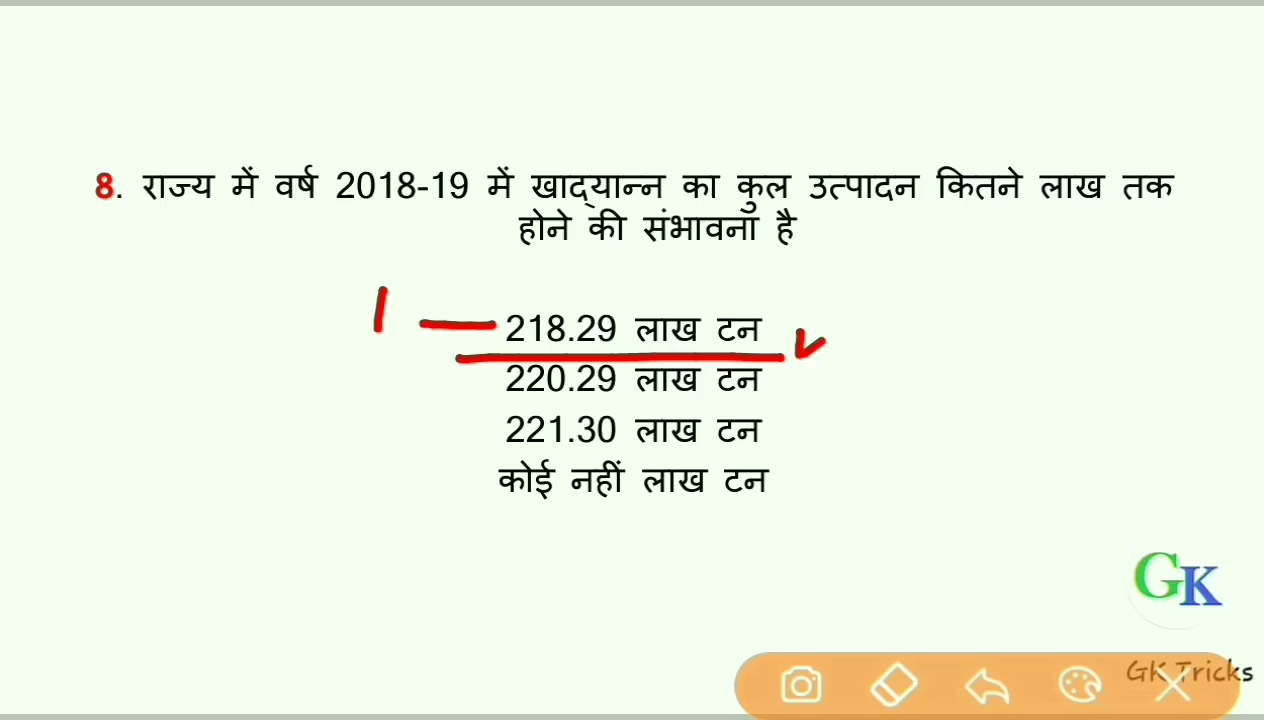 8. राज्य में वर्ष 2018-19 में खाद्यान्न का कुल उत्पादन कितने लाख तक
होने की संभावना है
1 — 218.29 लाख टन
220.29 लाख टन
221.30 लाख टन
कोई नहीं लाख टन
GK
GK Tricks